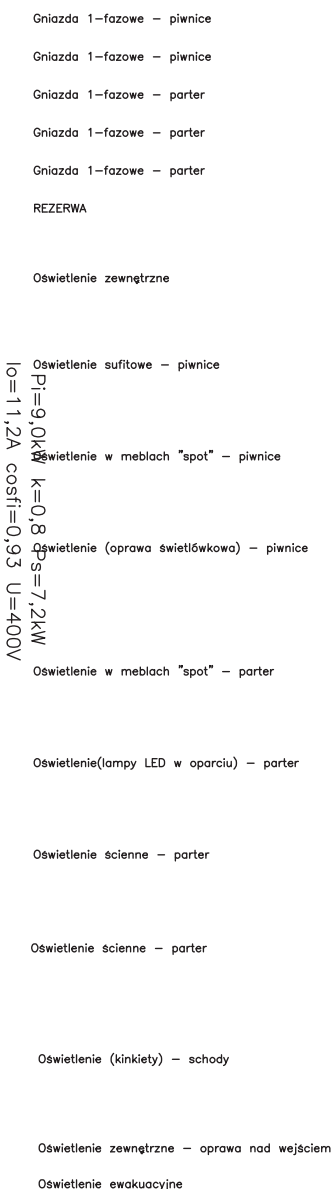 Gniazda 1-fazowe - piwnice
Gniazda 1-fazowe - piwnice
Gniazda 1-fazowe - parter
Gniazda 1-fazowe - parter
Gniazda 1-fazowe - parter
REZERWA
Oświetlenie zewnętrzne
Oświetlenie sufitowe - piwnice
Pi=9,0kW k=0,8 Ps=7,2kW
Io=11,2A cosfi=0,93 U=400V
Oświetlenie w meblach "spot" - piwnice
Oświetlenie (oprawa świetlówkowa) - piwnice
Oświetlenie w meblach "spot" - parter
Oświetlenie(lampy LED w oparciu) - parter
Oświetlenie ścienne - parter
Oświetlenie ścienne - parter
Oświetlenie (kinkiety) - schody
Oświetlenie zewnętrzne - oprawa nad wejściem
Oświetlenie ewakuacyjne